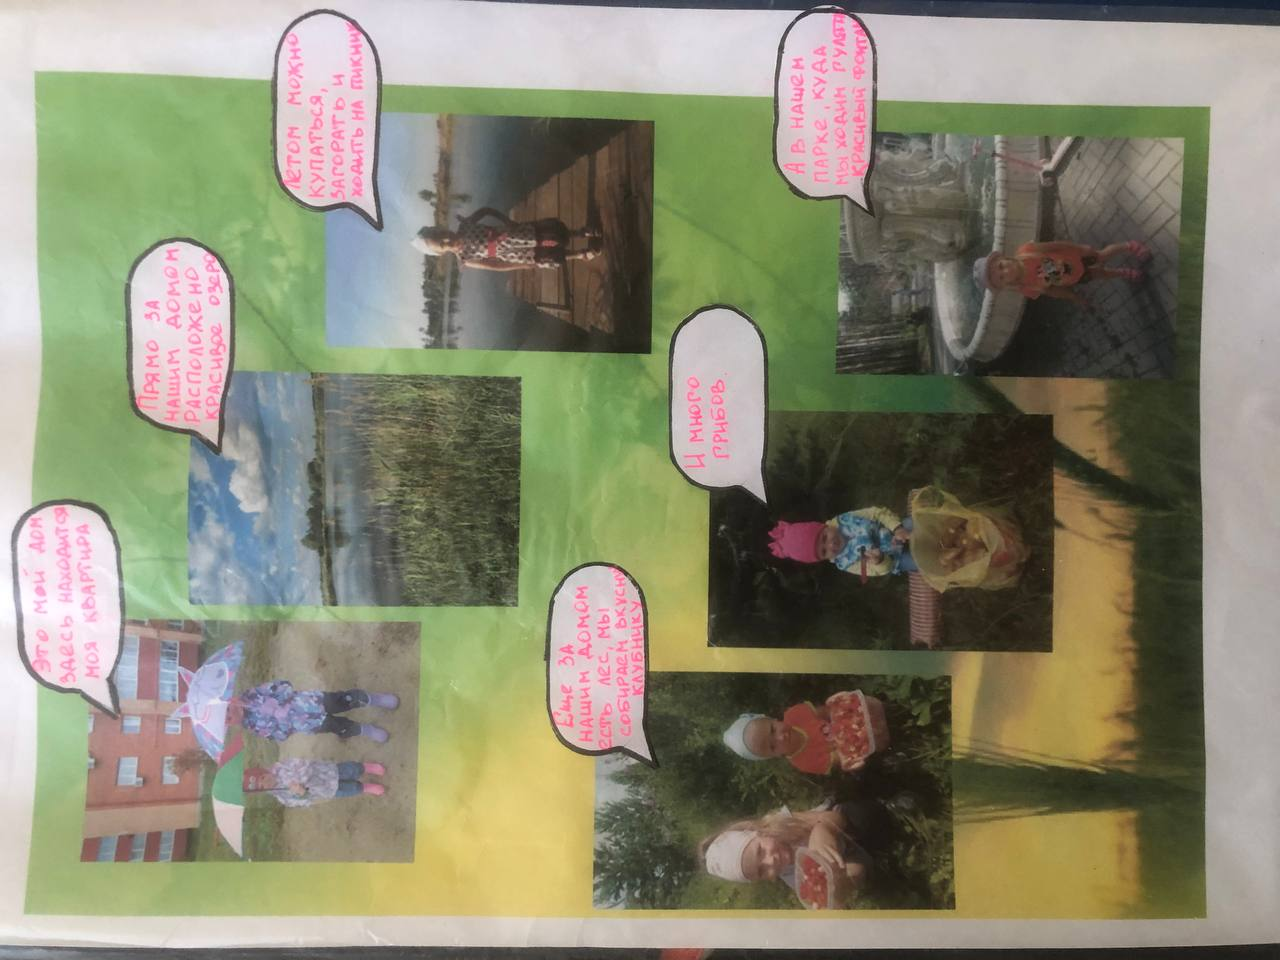 Это мой дом
здесь находится
моя квартира
Прямо за
нашим домом
расположено
красивое озеро
Летом можно
купаться,
загорать и
ходить на пикник
Еще за
нашим домом
есть лес, мы
собираем вкусну
клубнику
И много
грибов
А в нашем
парке, куда
мы ходим гулять
красивый фонтан